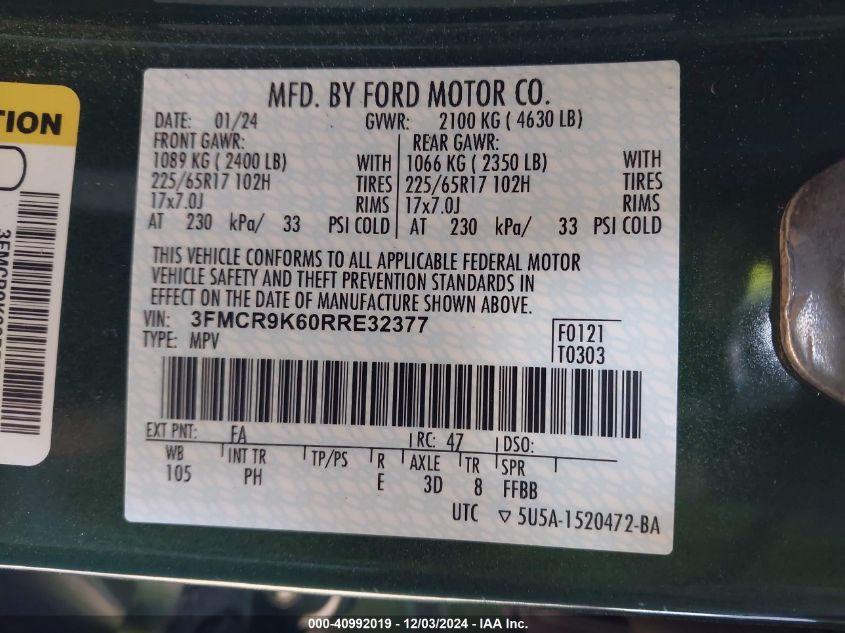 TION
MFD. BY FORD MOTOR CO.
DATE: 01/24 GVWR: 2100 KG ( 4630 LB)
FRONT GAWR: REAR GAWR:
1089 KG ( 2400 LB) WITH 1066 KG ( 2350 LB) WITH
225/65R17 102H TIRES 225/65R17 102H TIRES
17x7.0J RIMS 17x7.0J RIMS
AT 230 kPa/ 33 PSI COLD AT 230 kPa/ 33 PSI COLD
THIS VEHICLE CONFORMS TO ALL APPLICABLE FEDERAL MOTOR
VEHICLE SAFETY AND THEFT PREVENTION STANDARDS IN
EFFECT ON THE DATE OF MANUFACTURE SHOWN ABOVE.
VIN: 3FMCR9K60RRE32377
TYPE: MPV
F0121
T0303
EXT PNT: FA RC: 47 DSO:
WB INT TR TP/PS R AXLE TR SPR
105 PH E 3D 8 FFBB
UTC ▽ 5U5A-1520472-BA
000-40992019 - 12/03/2024 - IAA